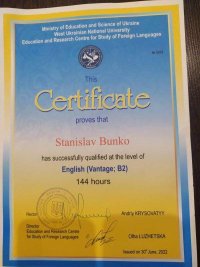 Ministry of Education and Science of Ukraine
West Ukrainian National University
Education and Research Centre for Study of Foreign Languages
This
Certificate
proves that
Stanislav Bunko
has successfully qualified at the level of
English (Vantage; B2)
144 hours
Rector
Andriy KRYSOVATYY
Director
Education and Research Centre
for Study of Foreign Languages
Olha LUZHETSKA
Issued on 30th June, 2022